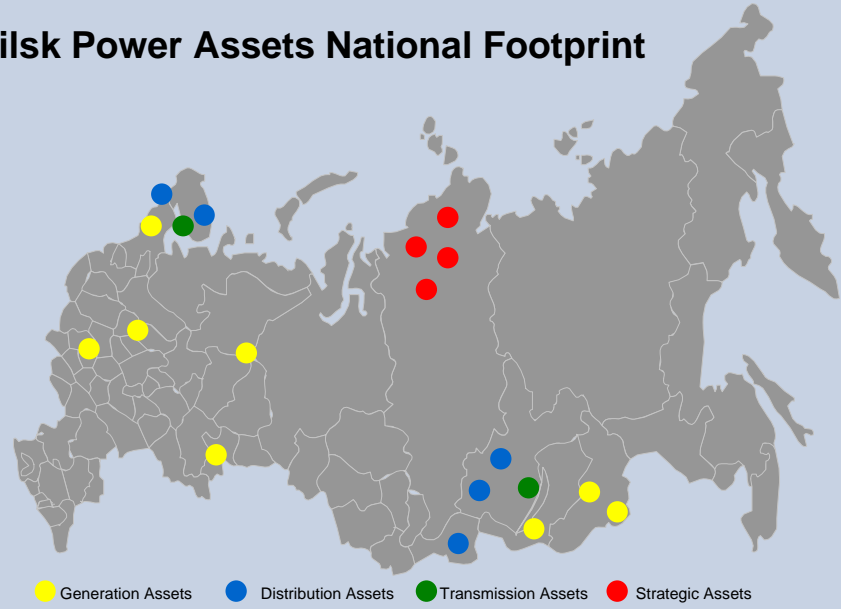 ilsk Power Assets National Footprint
Generation Assets
Distribution Assets
Transmission Assets
Strategic Assets